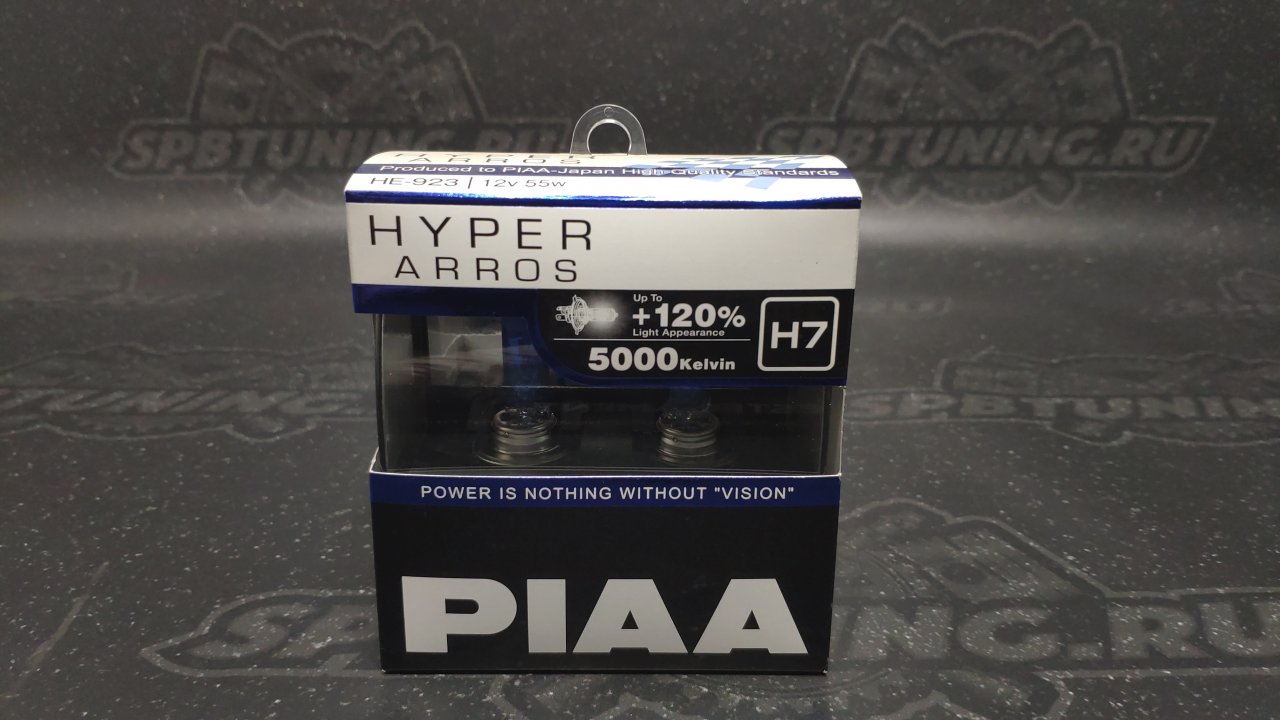 SPBTUNING.RU
SPBTUNING.RU
HYPER
ARROS
Produced to PIAA-Japan High-Quality Standards
HE-923 | 12v 55w
HYPER
ARROS
Up To
+120%
Light Appearance
5000Kelvin
H7
POWER IS NOTHING WITHOUT "VISION"
PIAA